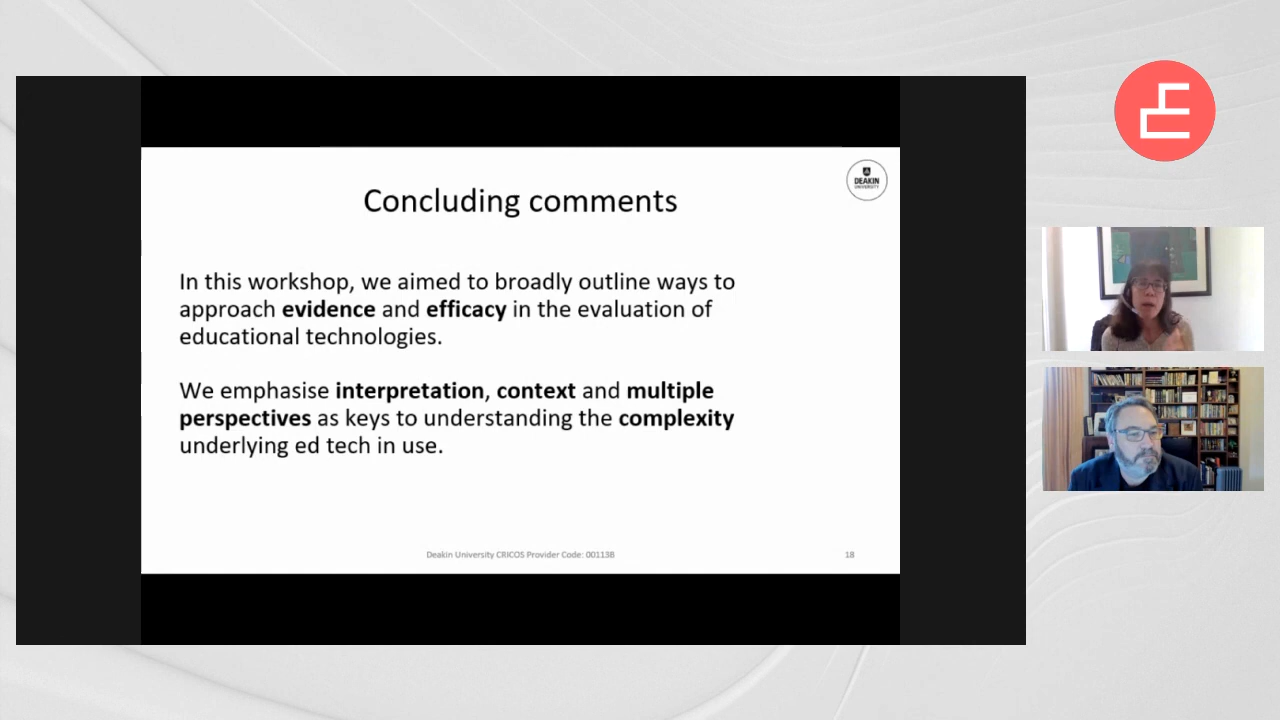 DEAKIN
UNIVERSITY
Concluding comments
In this workshop, we aimed to broadly outline ways to
approach evidence and efficacy in the evaluation of
educational technologies.
We emphasise interpretation, context and multiple
perspectives as keys to understanding the complexity
underlying ed tech in use.
Deakin University CRICOS Provider Code: 00113B
18